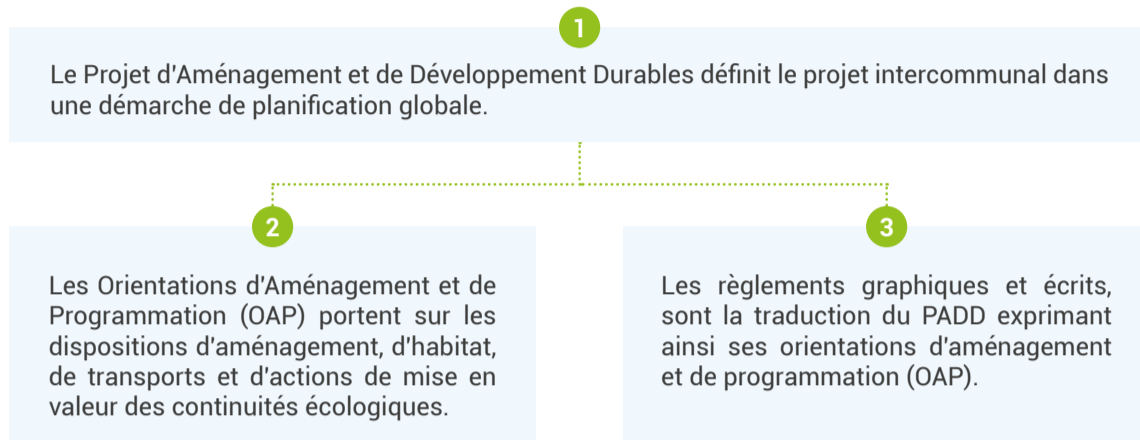 1
Le Projet d'Aménagement et de Développement Durables définit le projet intercommunal dans
une démarche de planification globale.
2
Les Orientations d'Aménagement et de
Programmation (OAP) portent sur les
dispositions d'aménagement, d'habitat,
de transports et d'actions de mise en
valeur des continuités écologiques.
3
Les règlements graphiques et écrits,
sont la traduction du PADD exprimant
ainsi ses orientations d'aménagement
et de programmation (OAP).